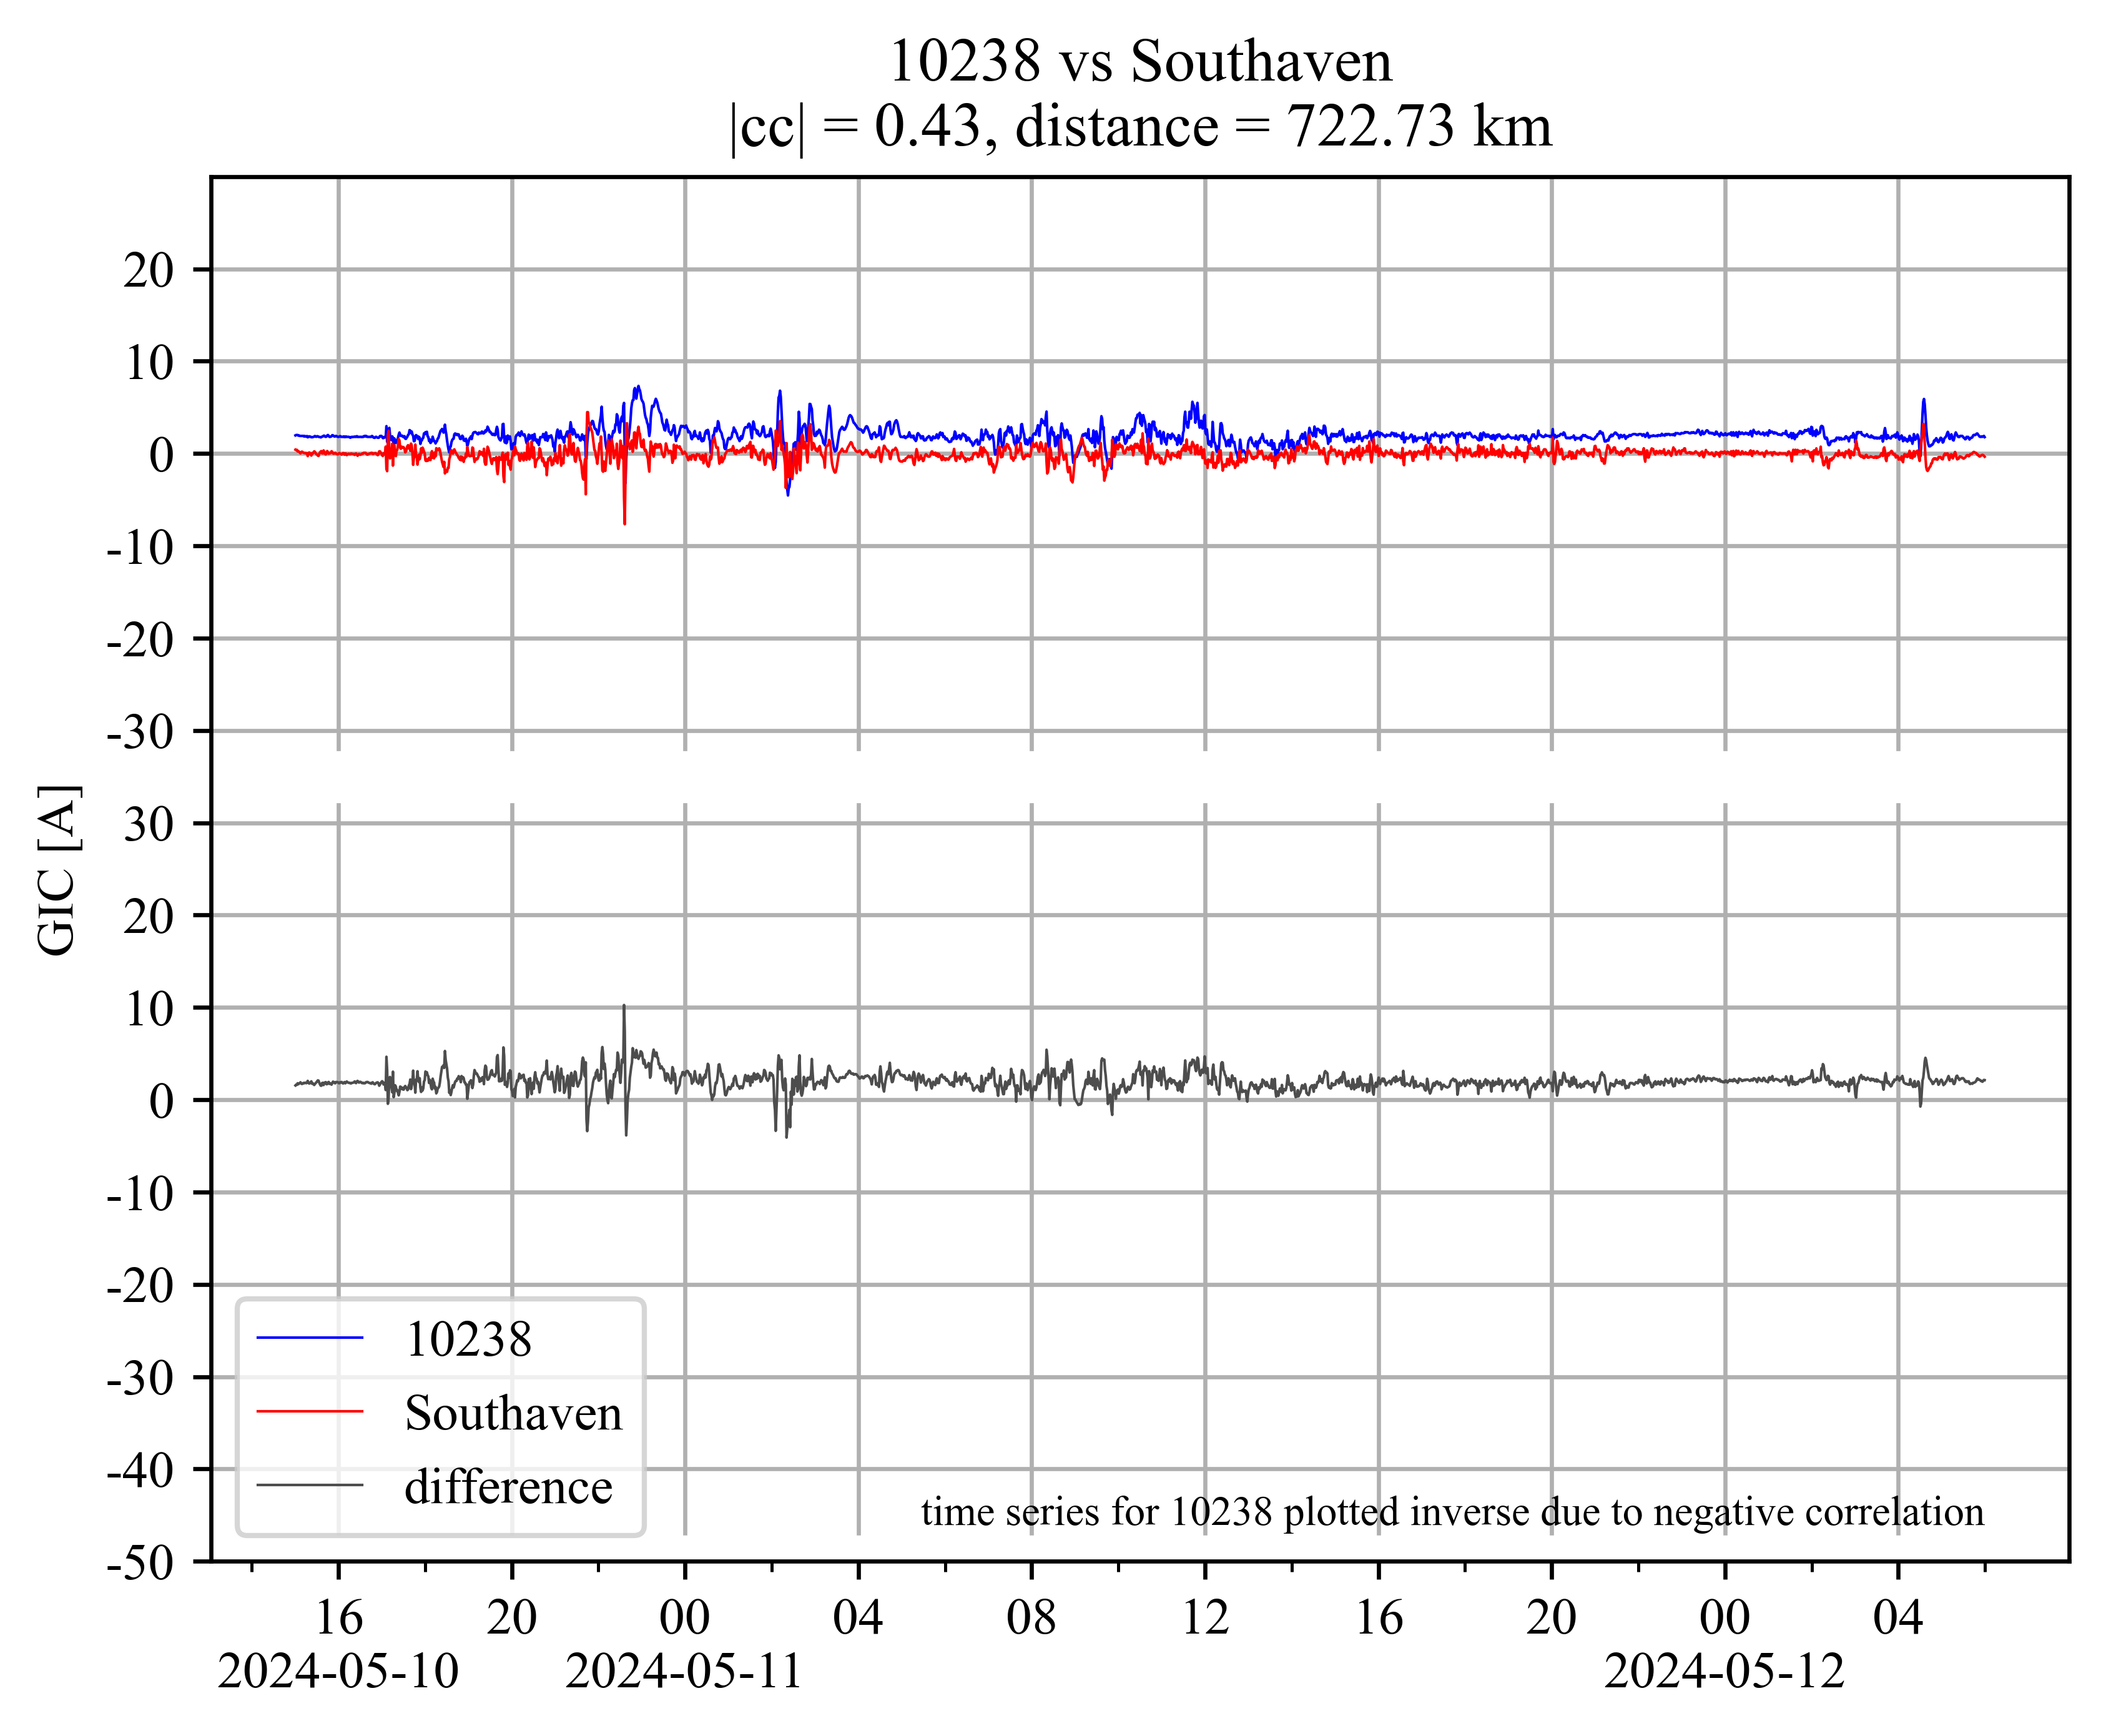 10238 vs Southaven
|cc| = 0.43, distance = 722.73 km
20
10
0
-10
-20
-30
30
20
10
0
-10
-20
-30
-40
-50
GIC [A]
10238
Southaven
difference
time series for 10238 plotted inverse due to negative correlation
16 20 00 04 08 12 16 20 00 04
2024-05-10 2024-05-11 2024-05-12